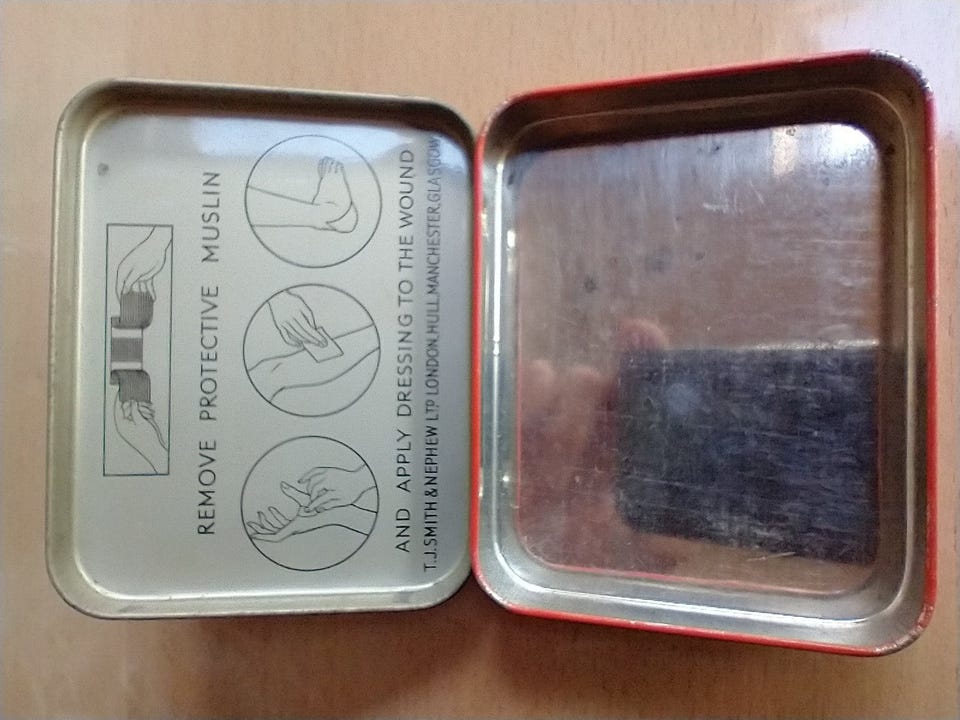 REMOVE PROTECTIVE MUSLIN
AND APPLY DRESSING TO THE WOUND
T.J.SMITH & NEPHEW LTD LONDON,HULL,MANCHESTER,GLASGOW